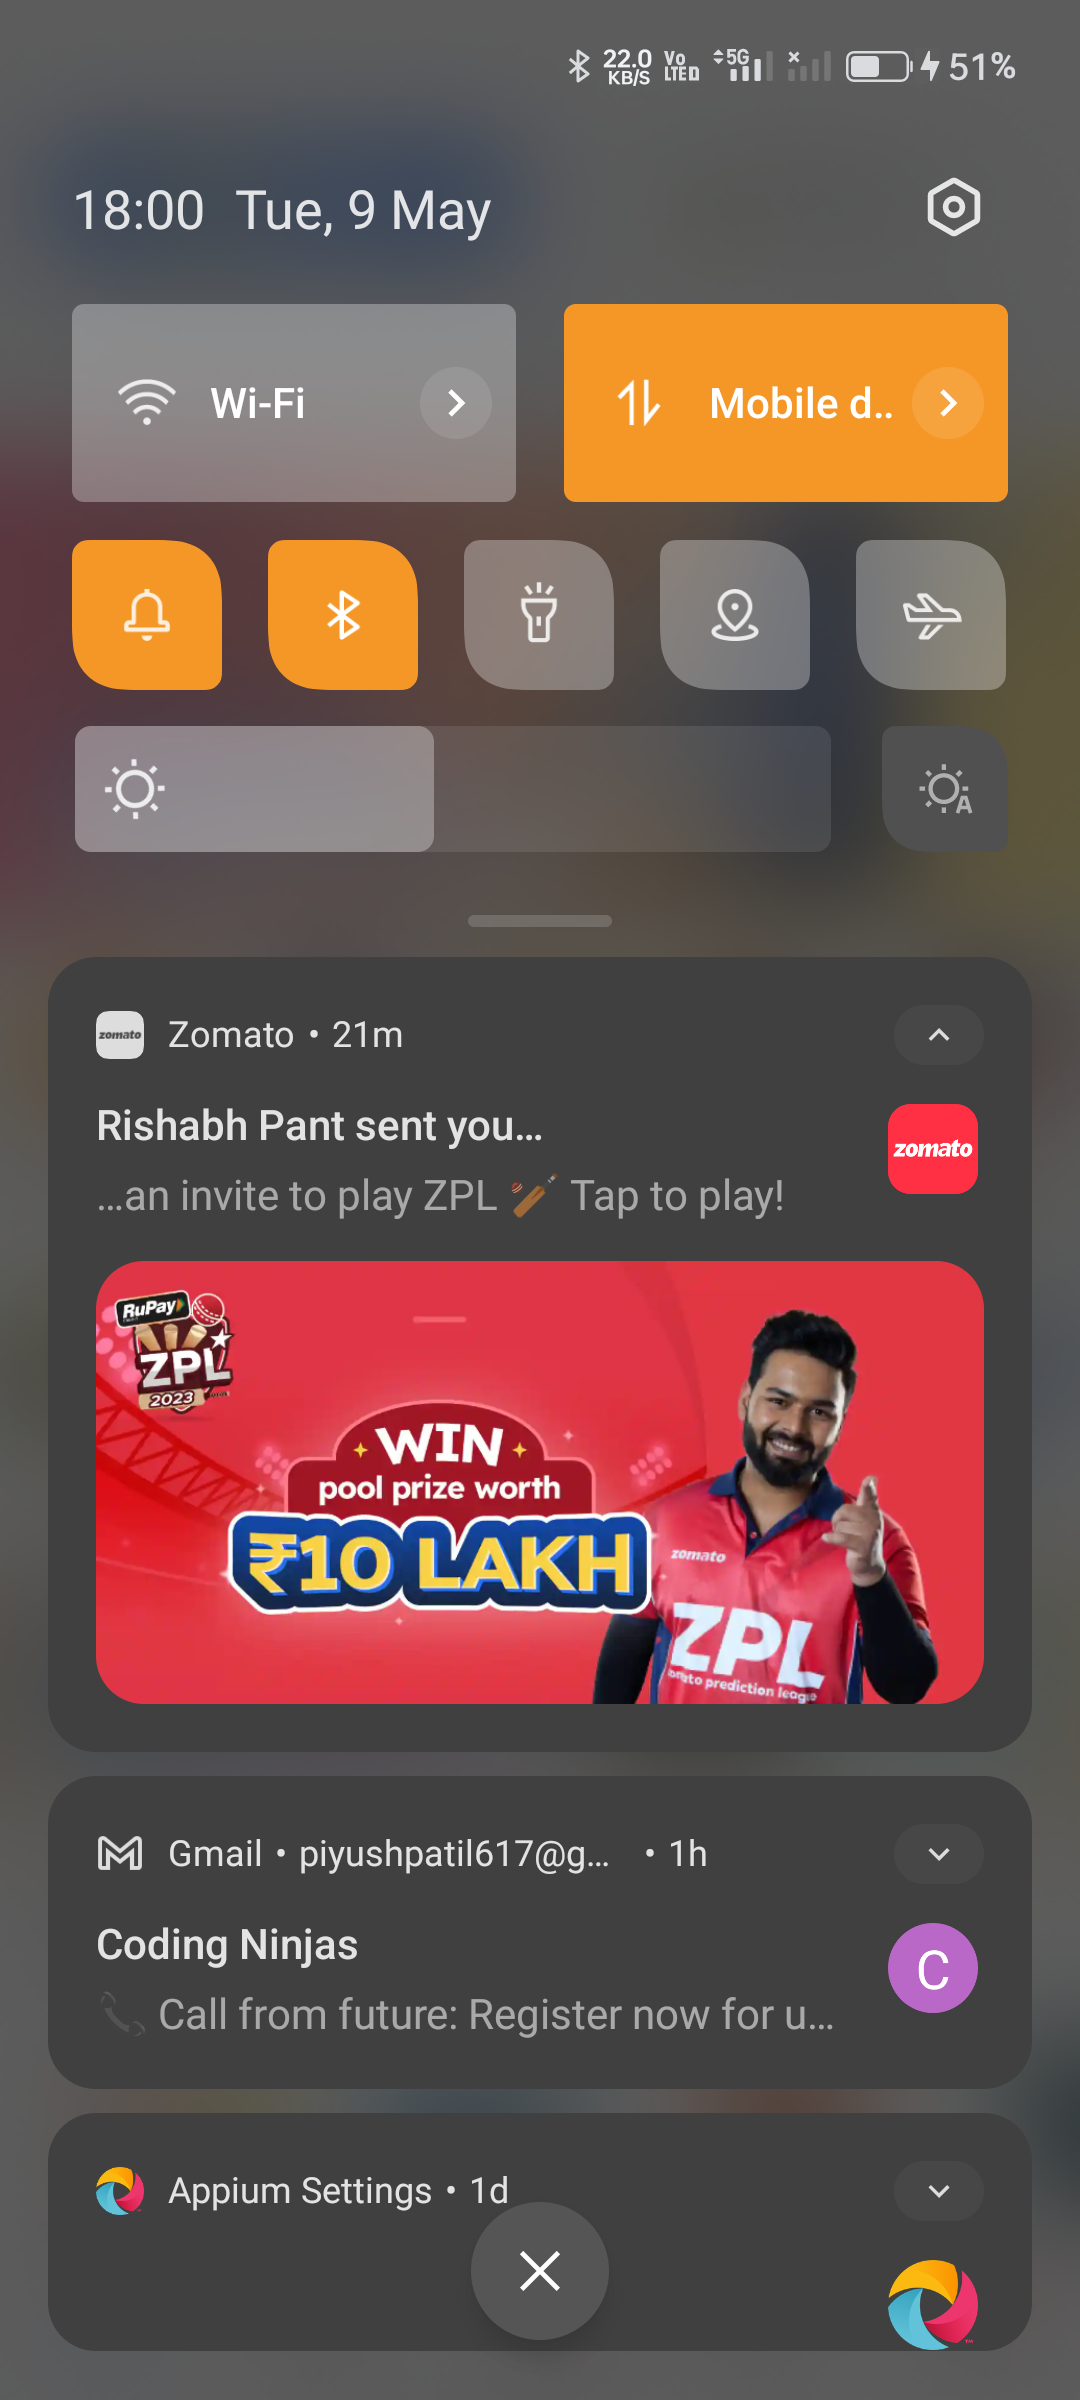 22.0 KB/S Vo LTE 5G 51%
18:00 Tue, 9 May
Wi-Fi
Mobile d..
A
zomato Zomato • 21m
Rishabh Pant sent you...
zomato
...an invite to play ZPL 🏏 Tap to play!
RuPay
ZPL
2023
WIN
pool prize worth
₹10 LAKH
zomato
ZPL
zomato prediction league
Gmail • piyushpatil617@g... • 1h
Coding Ninjas
C
📞 Call from future: Register now for u...
Appium Settings • 1d